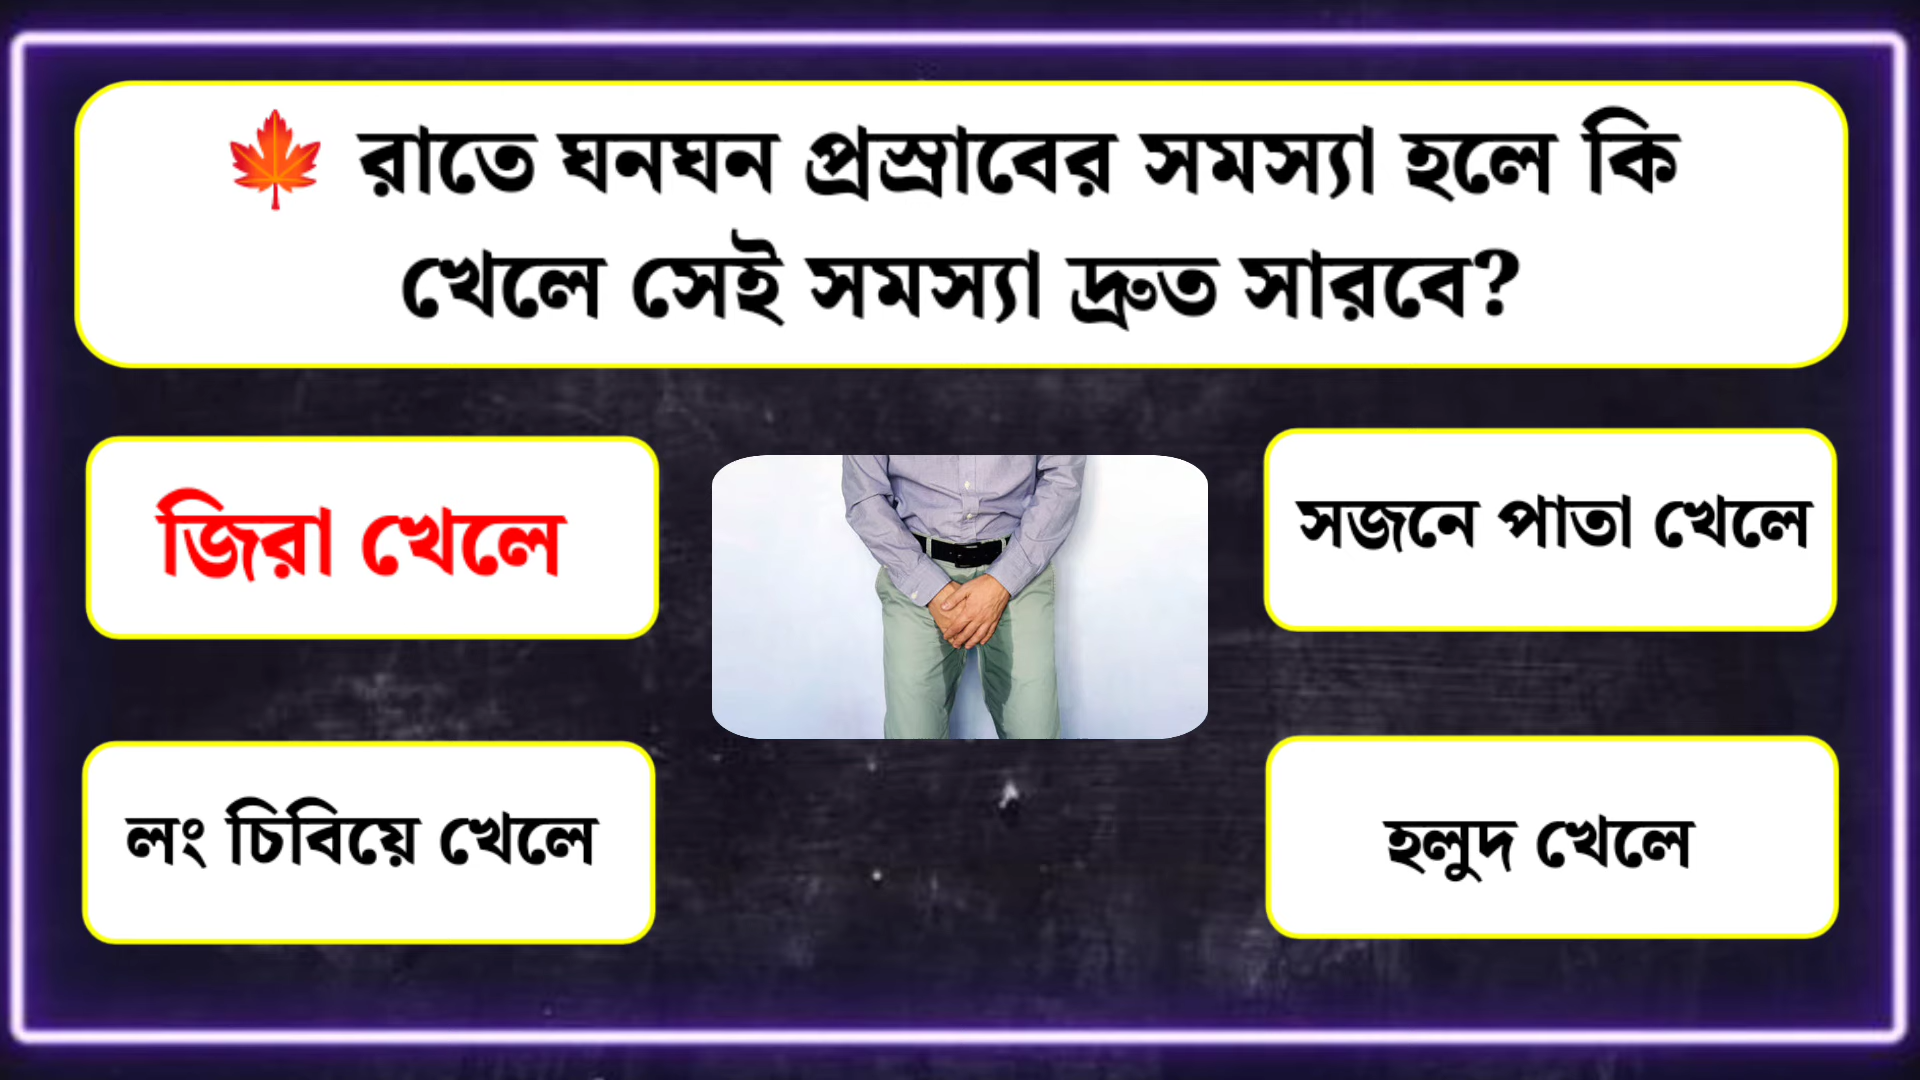 🍁 রাতে ঘনঘন প্রস্রাবের সমস্যা হলে কি
খেলে সেই সমস্যা দ্রুত সারবে?
জিরা খেলে
সজনে পাতা খেলে
লং চিবিয়ে খেলে
হলুদ খেলে